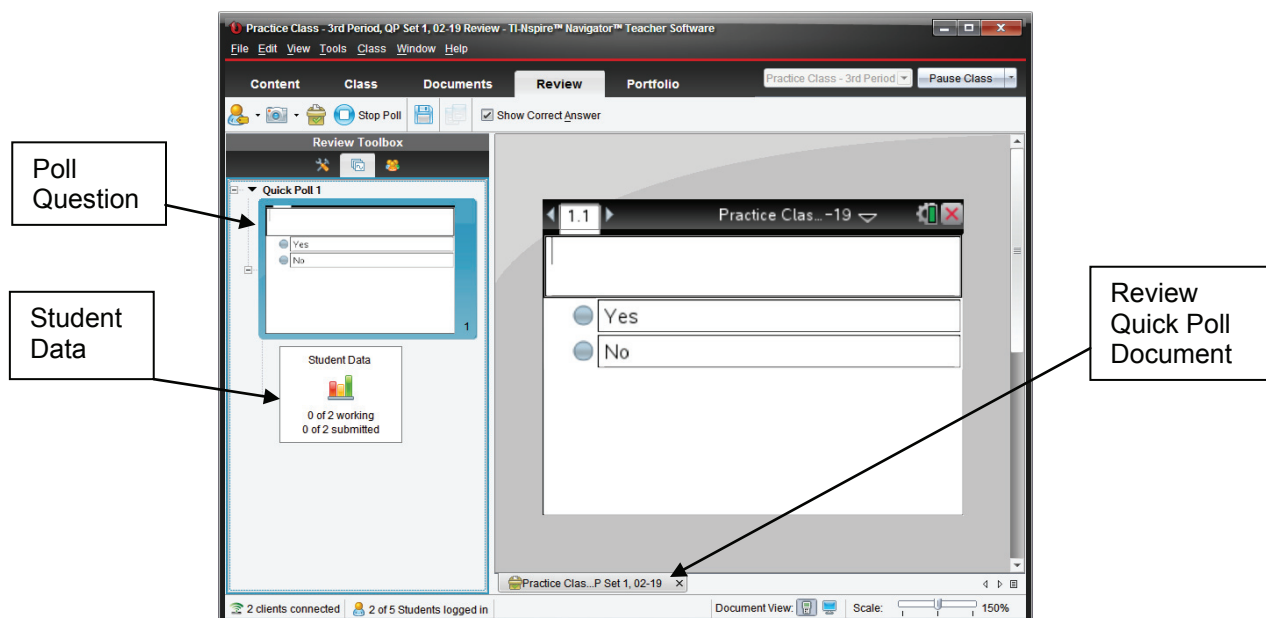 Practice Class - 3rd Period, QP Set 1, 02-19 Review - TI-Nspire™ Navigator™ Teacher Software
File Edit View Tools Class Window Help
Content Class Documents Review Portfolio
Practice Class - 3rd Period
Pause Class
Stop Poll
Show Correct Answer
Review Toolbox
Quick Poll 1
Yes
No
1
Student Data
0 of 2 working
0 of 2 submitted
1.1
Practice Clas...-19
Yes
No
Practice Clas...P Set 1, 02-19
2 clients connected
2 of 5 Students logged in
Document View:
Scale:
150%
Poll
Question
Student
Data
Review
Quick Poll
Document